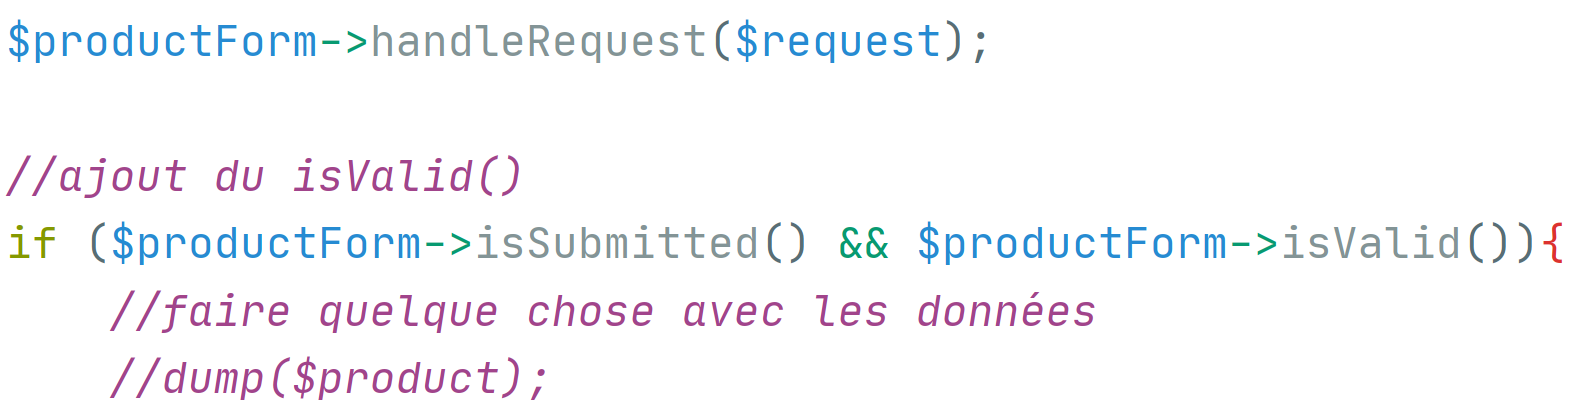 $productForm->handleRequest($request);
//ajout du isValid()
if ($productForm->isSubmitted() && $productForm->isValid()){
//faire quelque chose avec les données
//dump($product);